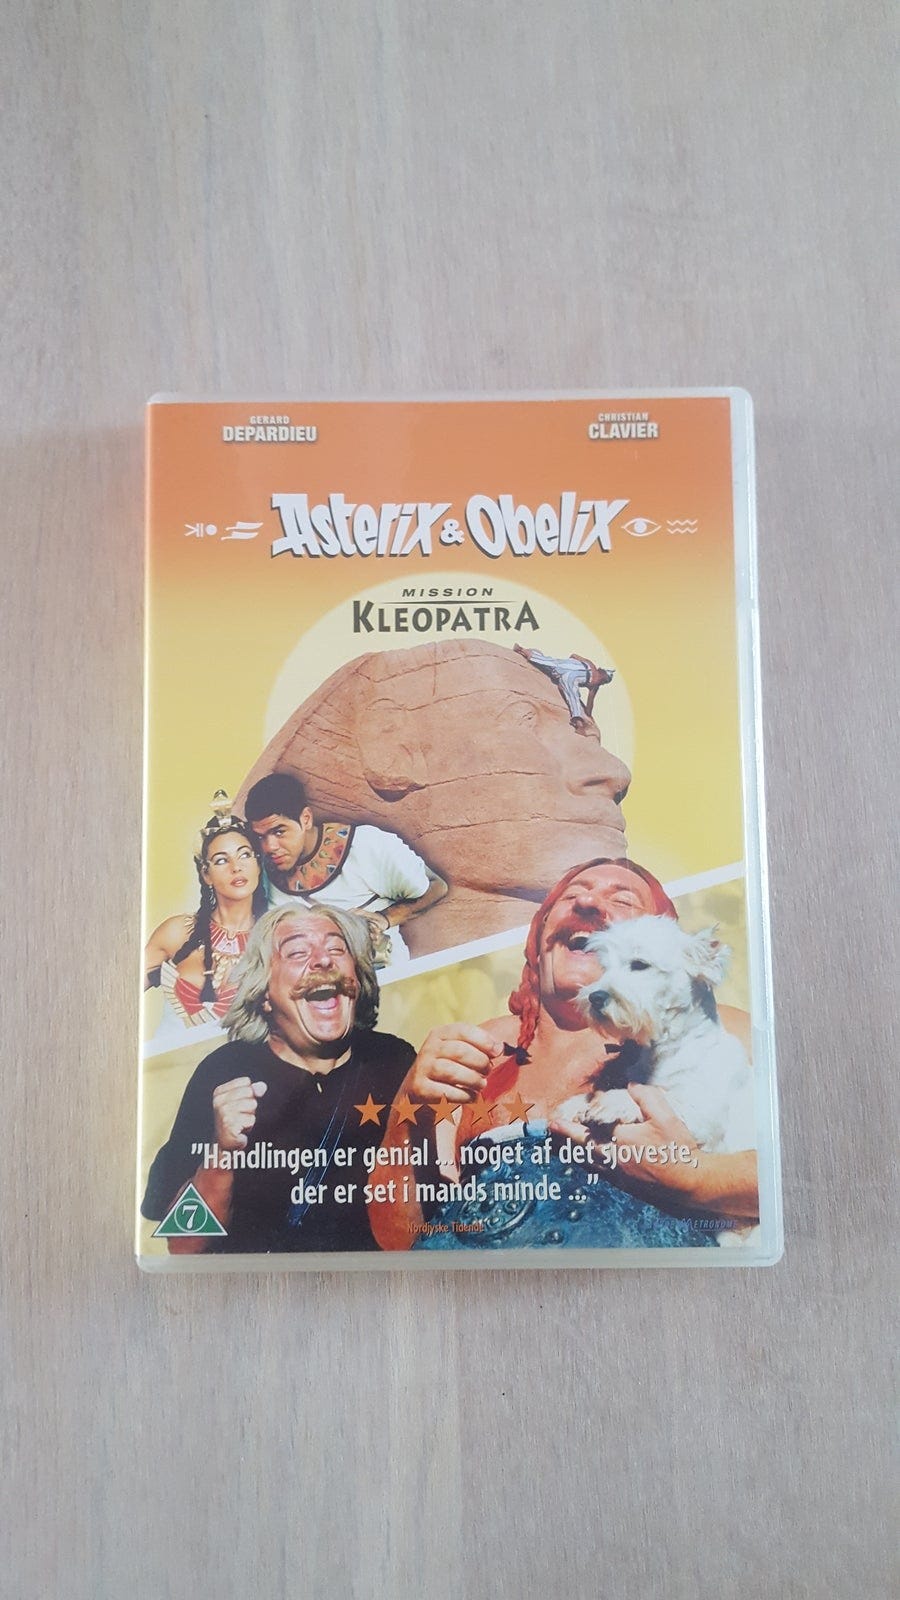 GERARD
DEPARDIEU
CHRISTIAN
CLAVIER
Asterix & Obelix
MISSION
KLEOPATRA
"Handlingen er genial ... noget af det sjoveste,
der er set i mands minde ..."
Nordjyske Tidende
7
METRONOME